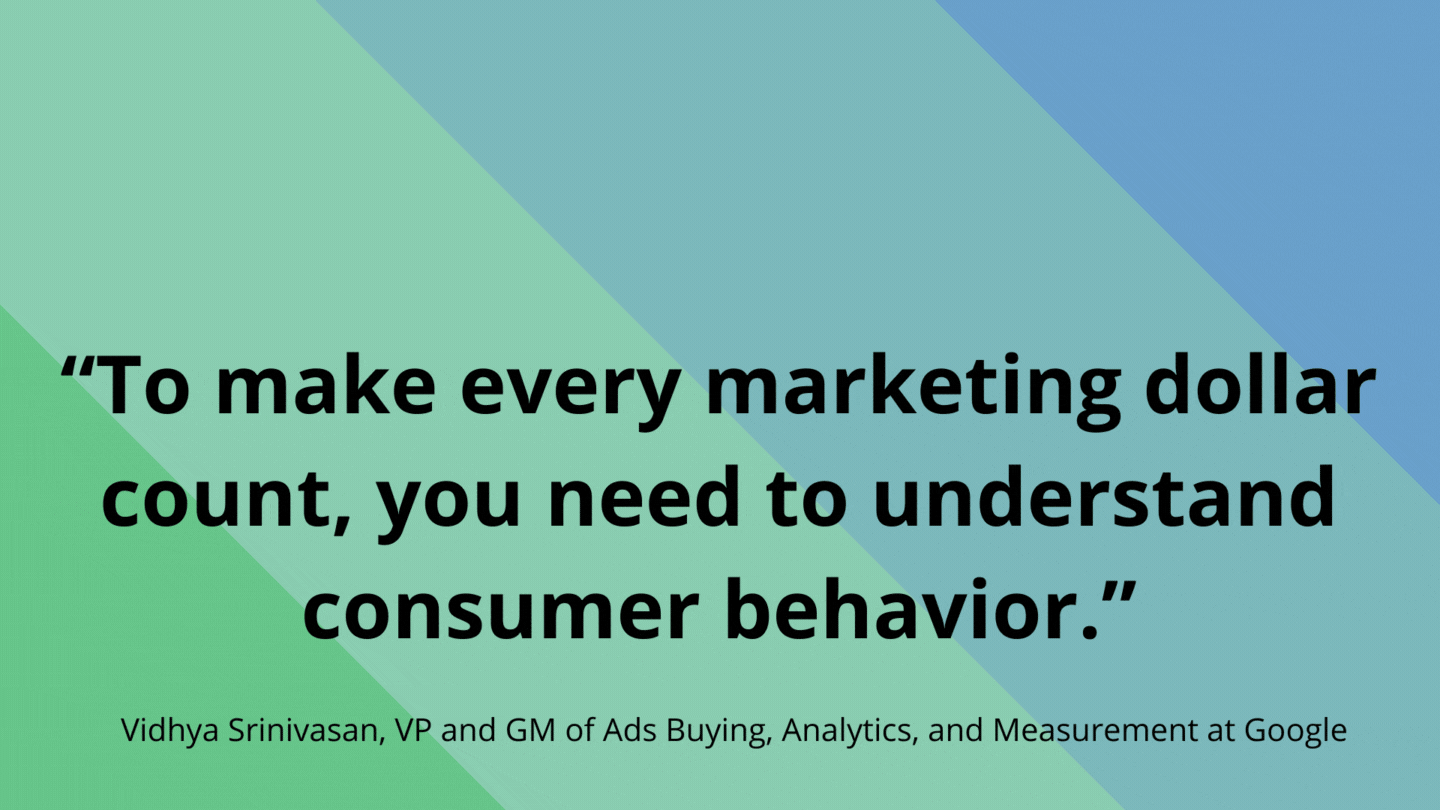 “To make every marketing dollar
count, you need to understand
consumer behavior.”
Vidhya Srinivasan, VP and GM of Ads Buying, Analytics, and Measurement at Google